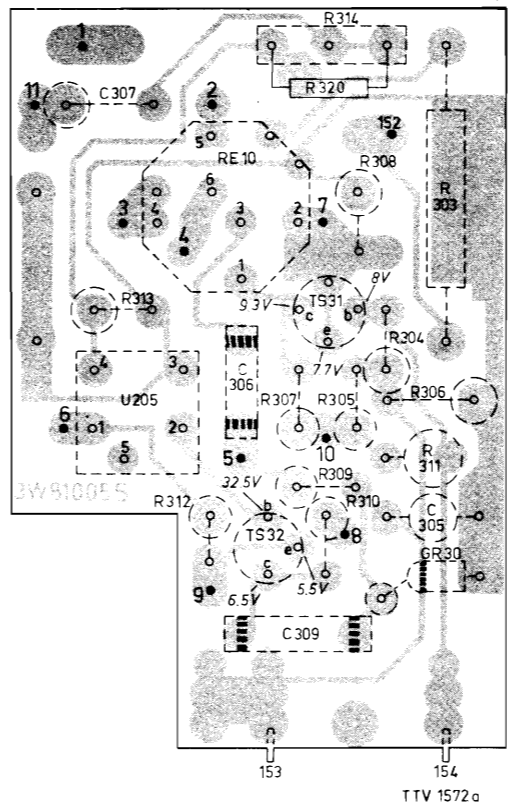 R314
1
11
C307
2
R320
152
5
RE10
R308
R
303
6
3
4
3
2
7
4
1
TS31
8V
9.3V
c
b
R313
e
R304
7.7V
4
3
C
306
R306
U205
R307
R305
6
1
2
10
R
311
5
5
3W91005S
32.5V
R309
R312
b
R310
C
305
TS32
e
8
GR30
c
9
6.5V
5.5V
C309
153
154
TTV 1572a